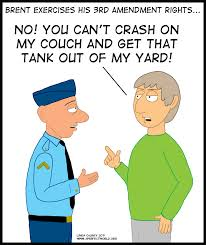 BRENT EXERCISES HIS 3RD AMENDMENT RIGHTS...
NO! YOU CAN'T CRASH ON
MY COUCH AND GET THAT
TANK OUT OF MY YARD!